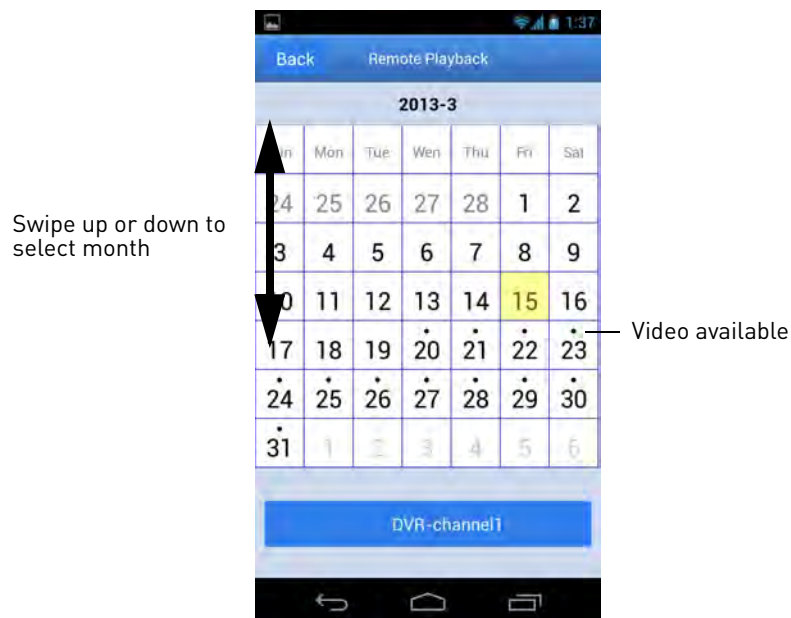 1:37
Back Remote Playback
2013-3
Mon Tue Wen Thu Fri Sat
24 25 26 27 28 1 2
Swipe up or down to
select month
3 4 5 6 7 8 9
11 12 13 14 15 16
Video available
17 18 19 20 21 22 23
24 25 26 27 28 29 30
31 1 2 3 4 5 6
DVR-channel1